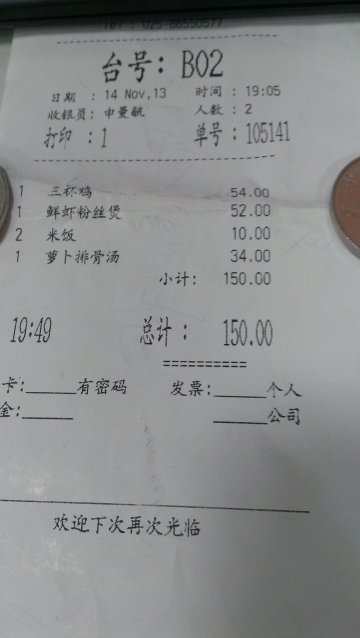 Tel : 025-86550577
台号: B02
日期 : 14 Nov,13 时间 : 19:05
收银员: 申曼毓 人数 : 2
打印 :1 单号 :105141
1 三杯鸡 54.00
1 鲜虾粉丝煲 52.00
2 米饭 10.00
1 萝卜排骨汤 34.00
小计: 150.00
19:49 总计 : 150.00
===========
卡:______有密码 发票:______个人
金:______ ______公司
欢迎下次再次光临